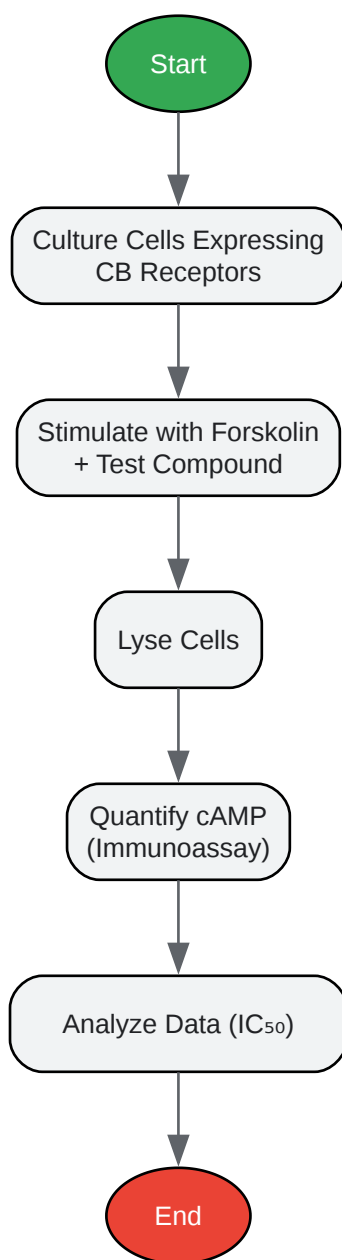 Start
Culture Cells Expressing
CB Receptors
Stimulate with Forskolin
+ Test Compound
Lyse Cells
Quantify cAMP
(Immunoassay)
Analyze Data (IC₅₀)
End